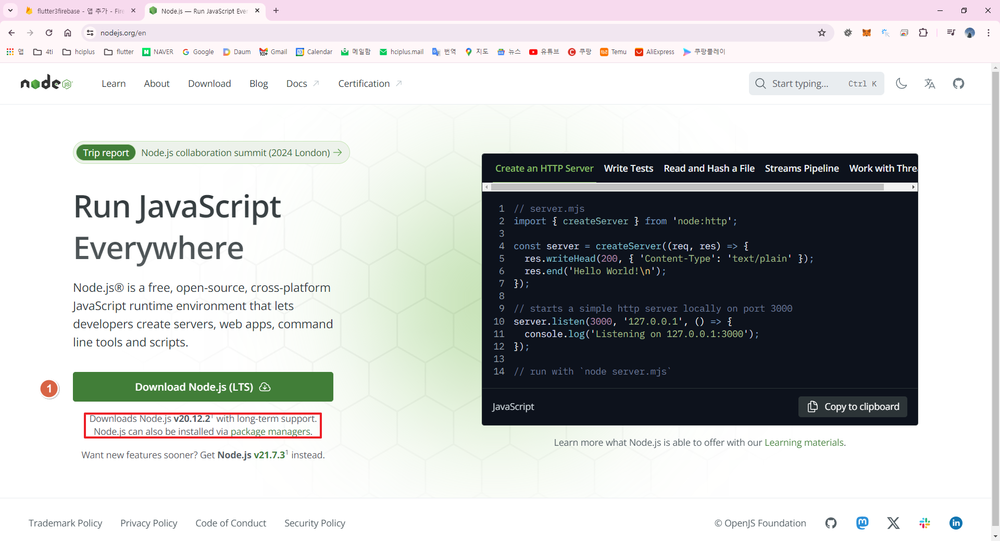 flutter3firebase - 앱 추가 - Fire
Node.js — Run JavaScript Ever
nodejs.org/en
앱 4ti hciplus flutter NAVER Google Daum Gmail Calendar 메일함 hciplus.mail 번역 지도 뉴스 유튜브 쿠팡 Temu AliExpress 쿠팡플레이
node JS Learn About Download Blog Docs Certification Start typing... Ctrl K
Trip report Node.js collaboration summit (2024 London)
Run JavaScript
Everywhere
Node.js® is a free, open-source, cross-platform
JavaScript runtime environment that lets
developers create servers, web apps, command
line tools and scripts.
1 Download Node.js (LTS)
Downloads Node.js v20.12.2¹ with long-term support.
Node.js can also be installed via package managers.
Want new features sooner? Get Node.js v21.7.3¹ instead.
Create an HTTP Server Write Tests Read and Hash a File Streams Pipeline Work with Threa
1 // server.mjs
2 import { createServer } from 'node:http';
3
4 const server = createServer((req, res) => {
5 res.writeHead(200, { 'Content-Type': 'text/plain' });
6 res.end('Hello World!\n');
7 });
8
9 // starts a simple http server locally on port 3000
10 server.listen(3000, '127.0.0.1', () => {
11 console.log('Listening on 127.0.0.1:3000');
12 });
13
14 // run with `node server.mjs`
JavaScript Copy to clipboard
Learn more what Node.js is able to offer with our Learning materials.
Trademark Policy Privacy Policy Code of Conduct Security Policy © OpenJS Foundation